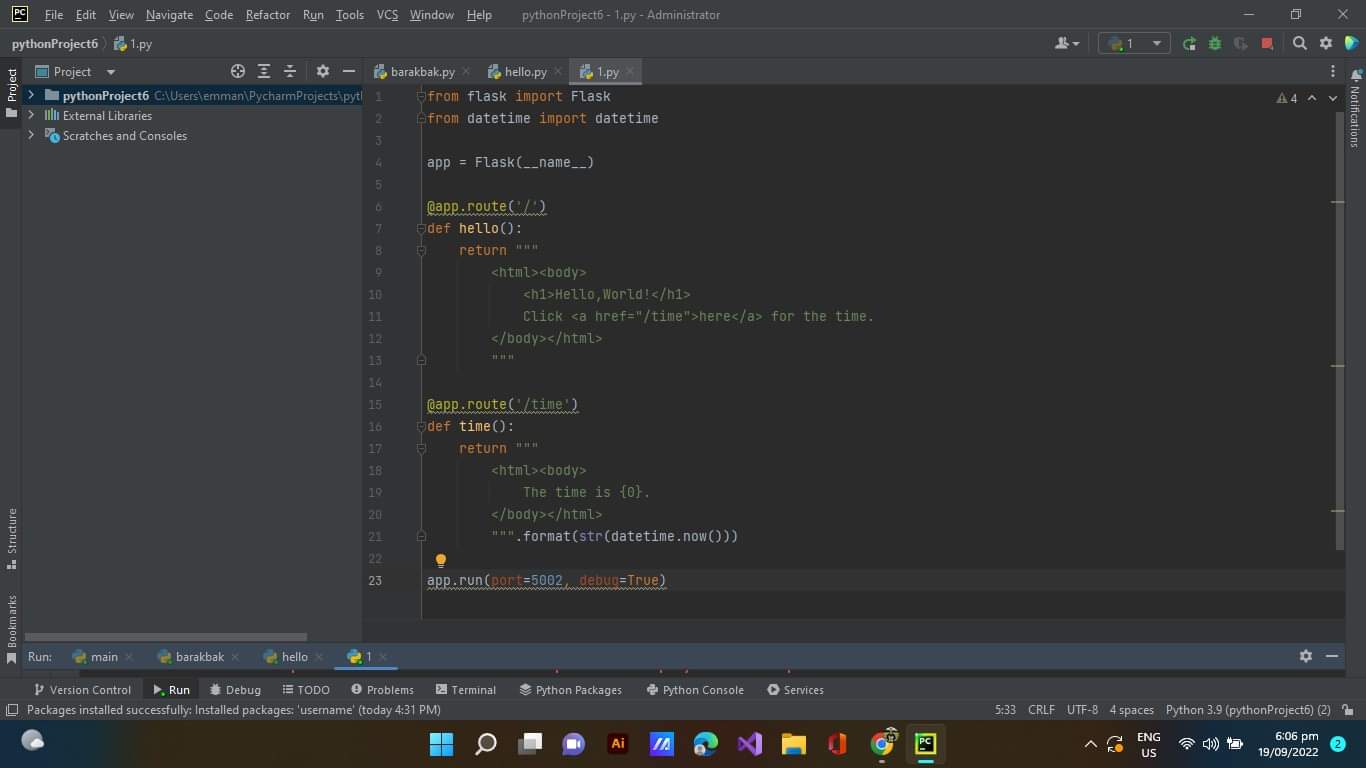 PC File Edit View Navigate Code Refactor Run Tools VCS Window Help pythonProject6 - 1.py - Administrator
pythonProject6 1.py 1
Project barakbak.py hello.py 1.py
Project
pythonProject6 C:\Users\emman\PycharmProjects\pyt
External Libraries
Scratches and Consoles
4
Notifications
1 from flask import Flask
2 from datetime import datetime
3
4 app = Flask(__name__)
5
6 @app.route('/')
7 def hello():
8 return """
9 <html><body>
10 <h1>Hello,World!</h1>
11 Click <a href="/time">here</a> for the time.
12 </body></html>
13 """
14
15 @app.route('/time')
16 def time():
17 return """
18 <html><body>
19 The time is {0}.
20 </body></html>
21 """.format(str(datetime.now()))
22
23 app.run(port=5002, debug=True)
Structure
Bookmarks
Run: main barakbak hello 1
Version Control Run Debug TODO Problems Terminal Python Packages Python Console Services
Packages installed successfully: Installed packages: 'username' (today 4:31 PM) 5:33 CRLF UTF-8 4 spaces Python 3.9 (pythonProject6) (2)
Ai PC
ENG
US
6:06 pm
19/09/2022
2